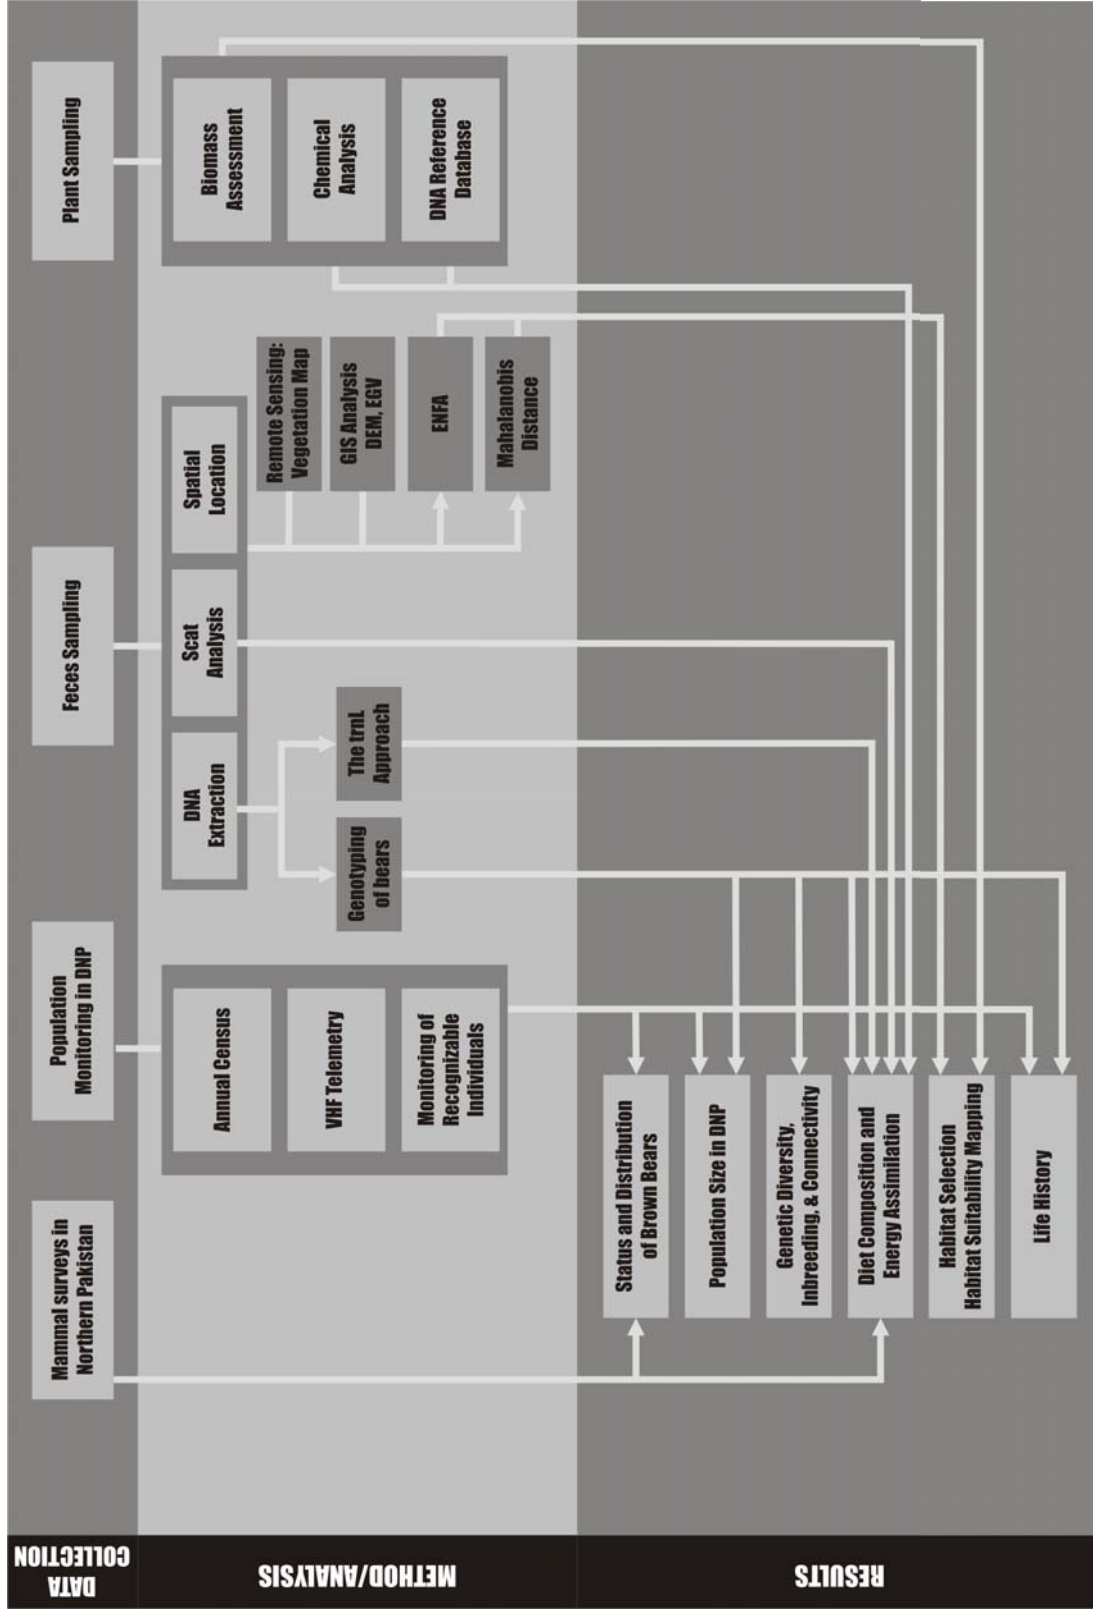 DATA
COLLECTION
Mammal surveys in
Northern Pakistan
Population
Monitoring in DNP
Feces Sampling
Plant Sampling
METHOD/ANALYSIS
Annual Census
VHF Telemetry
Monitoring of
Recognizable
Individuals
DNA
Extraction
Scat
Analysis
Spatial
Location
Genotyping
of bears
The trnL
Approach
Remote Sensing:
Vegetation Map
GIS Analysis
DEM, EGV
ENFA
Mahalanobis
Distance
Biomass
Assessment
Chemical
Analysis
DNA Reference
Database
RESULTS
Status and Distribution
of Brown Bears
Population Size in DNP
Genetic Diversity,
Inbreeding, & Connectivity
Diet Composition and
Energy Assimilation
Habitat Selection
Habitat Suitability Mapping
Life History